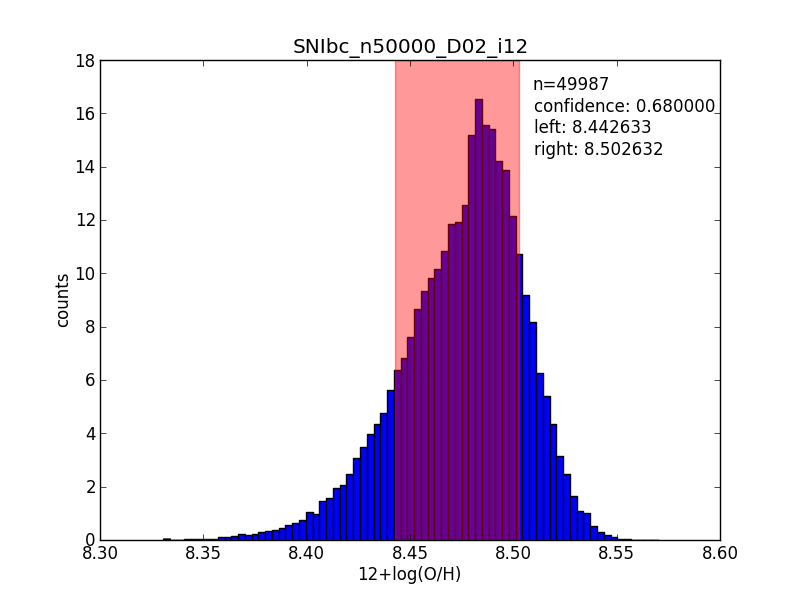 SNIbc_n50000_D02_i12
n=49987
confidence: 0.680000
left: 8.442633
right: 8.502632
18
16
14
12
10
8
6
4
2
0
counts
8.30 8.35 8.40 8.45 8.50 8.55 8.60
12+log(O/H)